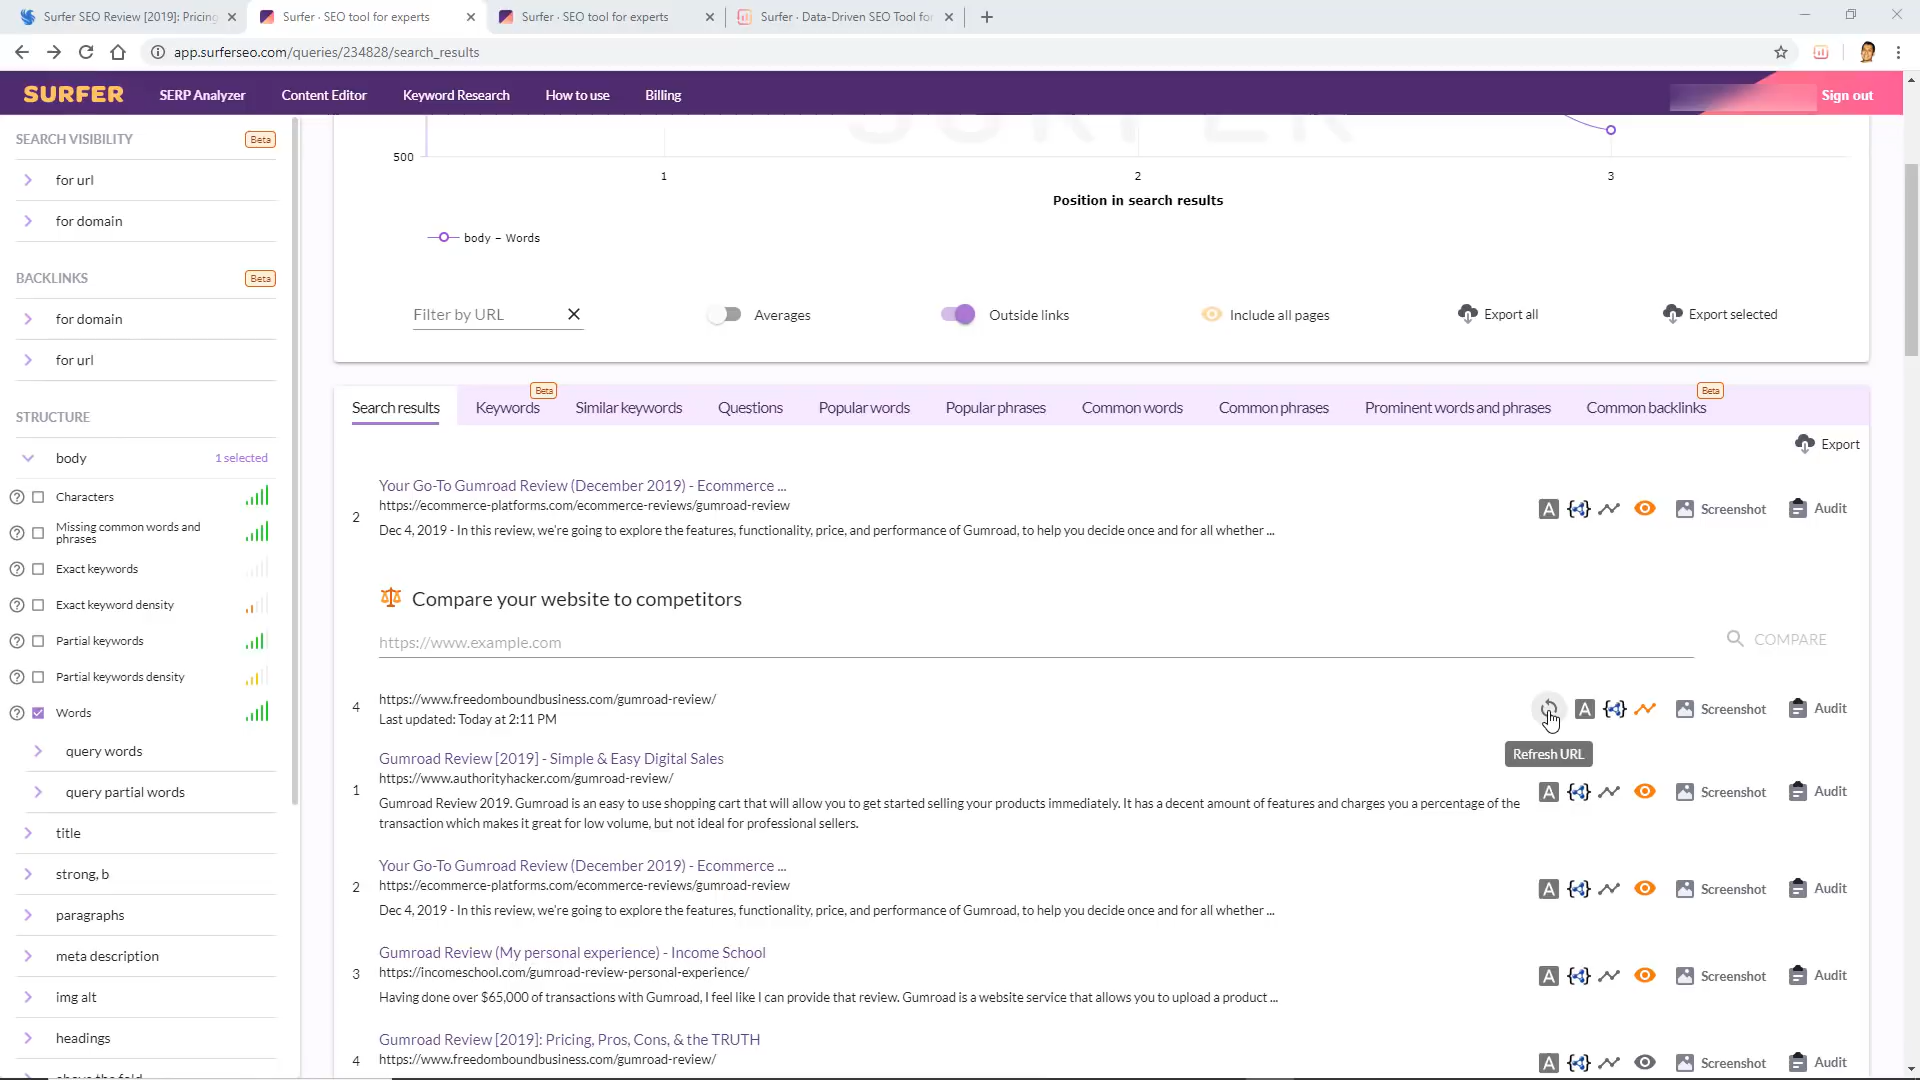 Surfer SEO Review [2019]: Pricing
Surfer · SEO tool for experts
Surfer · SEO tool for experts
Surfer · Data-Driven SEO Tool for
app.surferseo.com/queries/234828/search_results
SURFER
SERP Analyzer
Content Editor
Keyword Research
How to use
Billing
Sign out
SEARCH VISIBILITY
Beta
for url
for domain
BACKLINKS
Beta
for domain
for url
STRUCTURE
body
1 selected
Characters
Missing common words and
phrases
Exact keywords
Exact keyword density
Partial keywords
Partial keywords density
Words
query words
query partial words
title
strong, b
paragraphs
meta description
img alt
headings
SURFER
500
1
2
3
Position in search results
body – Words
Filter by URL
Averages
Outside links
Include all pages
Export all
Export selected
Search results
Keywords
Beta
Similar keywords
Questions
Popular words
Popular phrases
Common words
Common phrases
Prominent words and phrases
Common backlinks
Beta
Export
2
Your Go-To Gumroad Review (December 2019) - Ecommerce ...
https://ecommerce-platforms.com/ecommerce-reviews/gumroad-review
Dec 4, 2019 - In this review, we're going to explore the features, functionality, price, and performance of Gumroad, to help you decide once and for all whether ...
A
Screenshot
Audit
Compare your website to competitors
https://www.example.com
COMPARE
4
https://www.freedomboundbusiness.com/gumroad-review/
Last updated: Today at 2:11 PM
A
Screenshot
Audit
Refresh URL
1
Gumroad Review [2019] - Simple & Easy Digital Sales
https://www.authorityhacker.com/gumroad-review/
Gumroad Review 2019. Gumroad is an easy to use shopping cart that will allow you to get started selling your products immediately. It has a decent amount of features and charges you a percentage of the
transaction which makes it great for low volume, but not ideal for professional sellers.
A
Screenshot
Audit
2
Your Go-To Gumroad Review (December 2019) - Ecommerce ...
https://ecommerce-platforms.com/ecommerce-reviews/gumroad-review
Dec 4, 2019 - In this review, we're going to explore the features, functionality, price, and performance of Gumroad, to help you decide once and for all whether ...
A
Screenshot
Audit
3
Gumroad Review (My personal experience) - Income School
https://incomeschool.com/gumroad-review-personal-experience/
Having done over $65,000 of transactions with Gumroad, I feel like I can provide that review. Gumroad is a website service that allows you to upload a product ...
A
Screenshot
Audit
4
Gumroad Review [2019]: Pricing, Pros, Cons, & the TRUTH
https://www.freedomboundbusiness.com/gumroad-review/
A
Screenshot
Audit